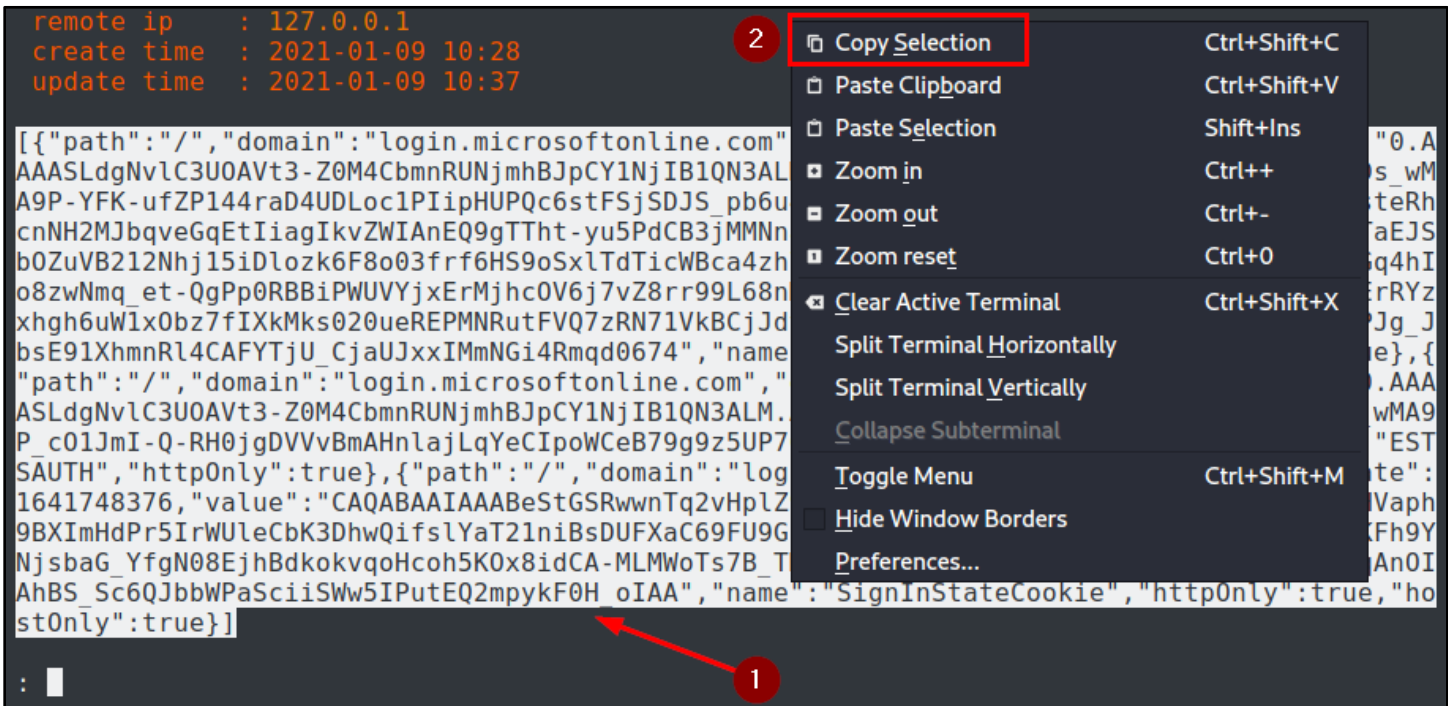 remote ip : 127.0.0.1
create time : 2021-01-09 10:28
update time : 2021-01-09 10:37
2
Copy Selection Ctrl+Shift+C
Paste Clipboard Ctrl+Shift+V
Paste Selection Shift+Ins
Zoom in Ctrl++
Zoom out Ctrl+-
Zoom reset Ctrl+0
Clear Active Terminal Ctrl+Shift+X
Split Terminal Horizontally
Split Terminal Vertically
Collapse Subterminal
Toggle Menu Ctrl+Shift+M
Hide Window Borders
Preferences...
[{"path":"/","domain":"login.microsoftonline.com" "0.A
AAASLdgNvlC3UOAVt3-Z0M4CbmnRUNjmhBJpCY1NjIB1QN3AL s_wM
A9P-YFK-ufZP144raD4UDLoc1PIipHUPQc6stFSjSDJS_pb6u steRh
cnNH2MJbqveGqEtIiagIkvZWIAnEQ9gTTht-yu5PdCB3jMMNn TaEJS
bOZuVB212Nhj15iDlozk6F8o03frf6HS9oSxlTdTicWBca4zh q4hI
o8zwNmq_et-QgPp0RBBiPWUVYjxErMjhcOV6j7vZ8rr99L68n rRYz
xhgh6uW1xObz7fIXkMks020ueREPMNRutFVQ7zRN71VkBCjJd Jg_J
bsE91XhmnRl4CAFYTjU_CjaUJxxIMmNGi4Rmqd0674","name e},{
"path":"/","domain":"login.microsoftonline.com"," .AAA
ASLdgNvlC3UOAVt3-Z0M4CbmnRUNjmhBJpCY1NjIB1QN3ALM. wMA9
P_cO1JmI-Q-RH0jgDVVvBmAHnlajLqYeCIpoWCeB79g9z5UP7 "EST
SAUTH","httpOnly":true},{"path":"/","domain":"log te":
1641748376,"value":"CAQABAAIAAABeStGSRwwnTq2vHplZ Vaph
9BXImHdPr5IrWUleCbK3DhwQifslYaT21niBsDUFXaC69FU9G Fh9Y
NjsbaG_YfgN08EjhBdkokvqoHcoh5KOx8idCA-MLMWoTs7B_T AnOI
AhBS_Sc6QJbbWPaSciiSWw5IPutEQ2mpykF0H_oIAA","name":"SignInStateCookie","httpOnly":true,"ho
stOnly":true}]
1
: